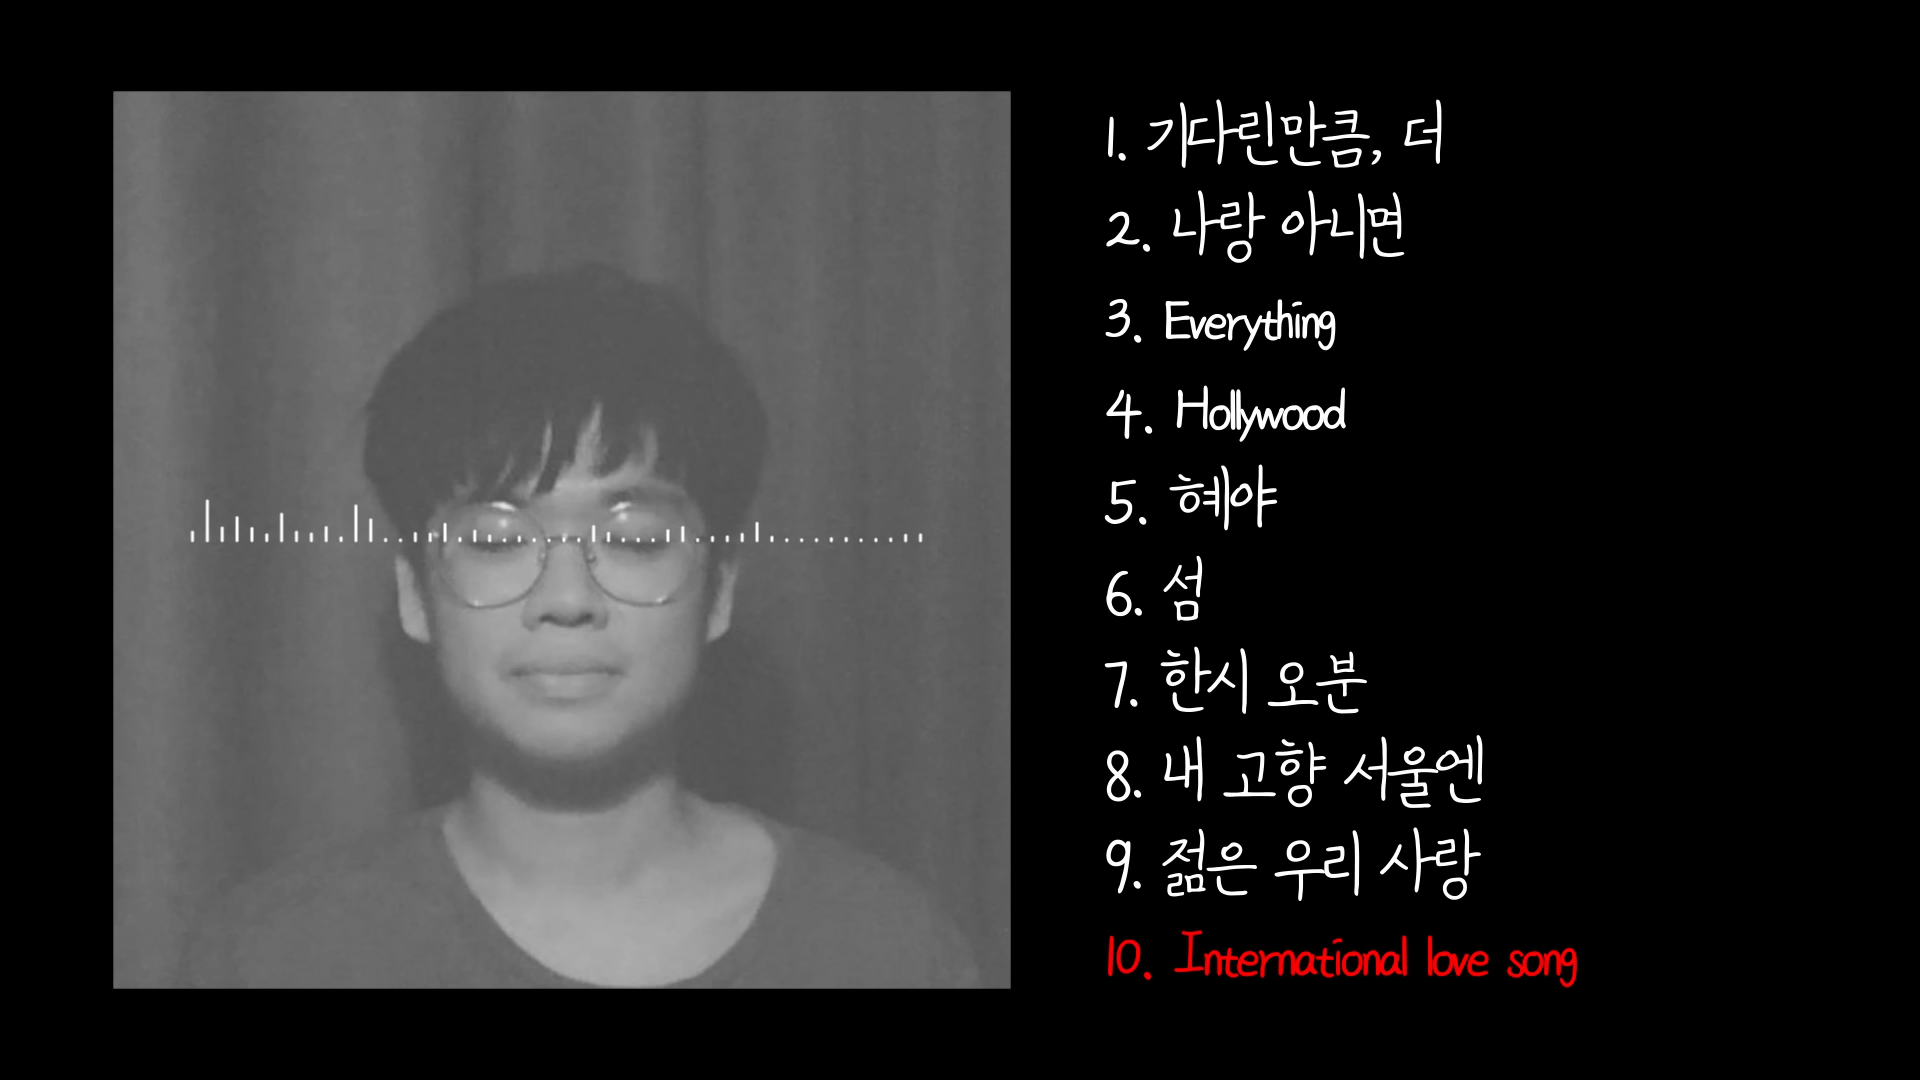 1. 기다린만큼, 더
2. 나랑 아니면
3. Everything
4. Hollywood
5. 혜야
6. 섬
7. 한시 오분
8. 내 고향 서울엔
9. 젊은 우리 사랑
10. International love song